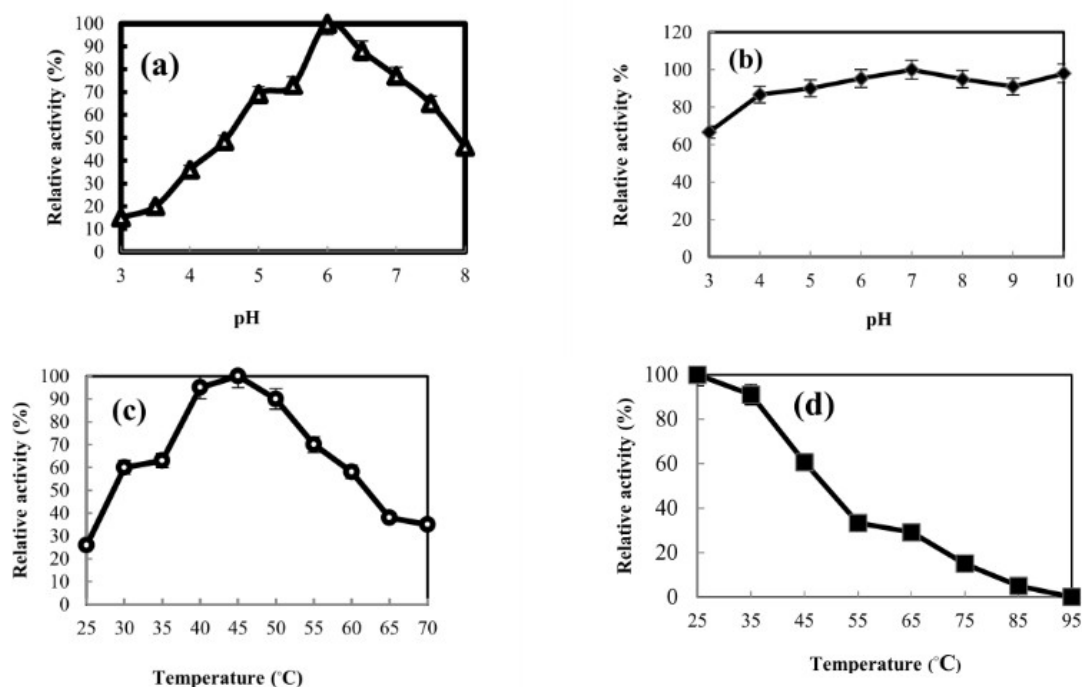 (a)
Relative activity (%)
100
90
80
70
60
50
40
30
20
10
0
3 4 5 6 7 8
pH
(b)
Relative activity %
120
100
80
60
40
20
0
3 4 5 6 7 8 9 10
pH
(c)
Relative activity (%)
100
90
80
70
60
50
40
30
20
10
0
25 30 35 40 45 50 55 60 65 70
Temperature (°C)
(d)
Relative activity (%)
100
80
60
40
20
0
25 35 45 55 65 75 85 95
Temperature (°C)